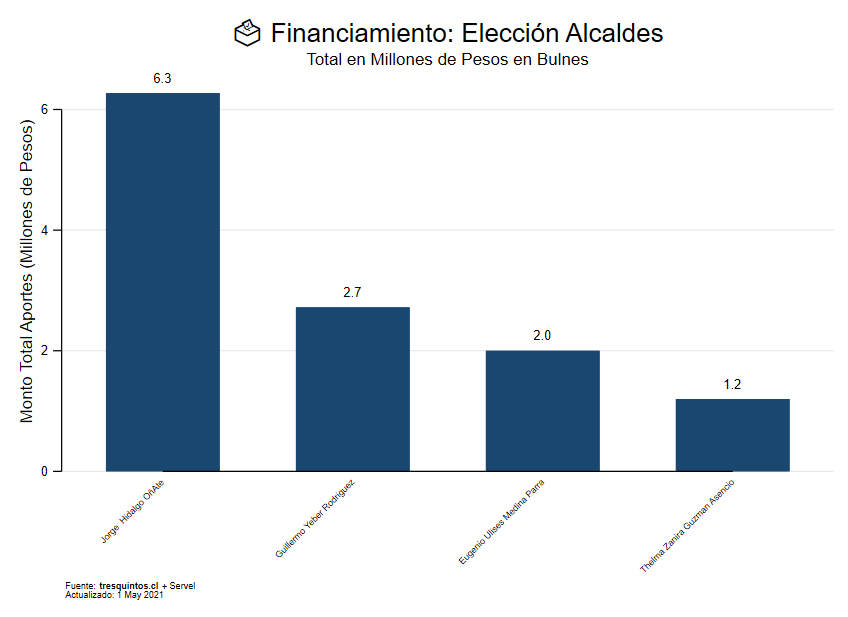 Financiamiento: Elección Alcaldes
Total en Millones de Pesos en Bulnes
Monto Total Aportes (Millones de Pesos)
6
4
2
0
6.3
2.7
2.0
1.2
Jorge Hidalgo OñAte
Guillermo Yeber Rodriguez
Eugenio Ulises Medina Parra
Thelma Zanira Guzman Asencio
Fuente: tresquintos.cl + Servel
Actualizado: 1 May 2021